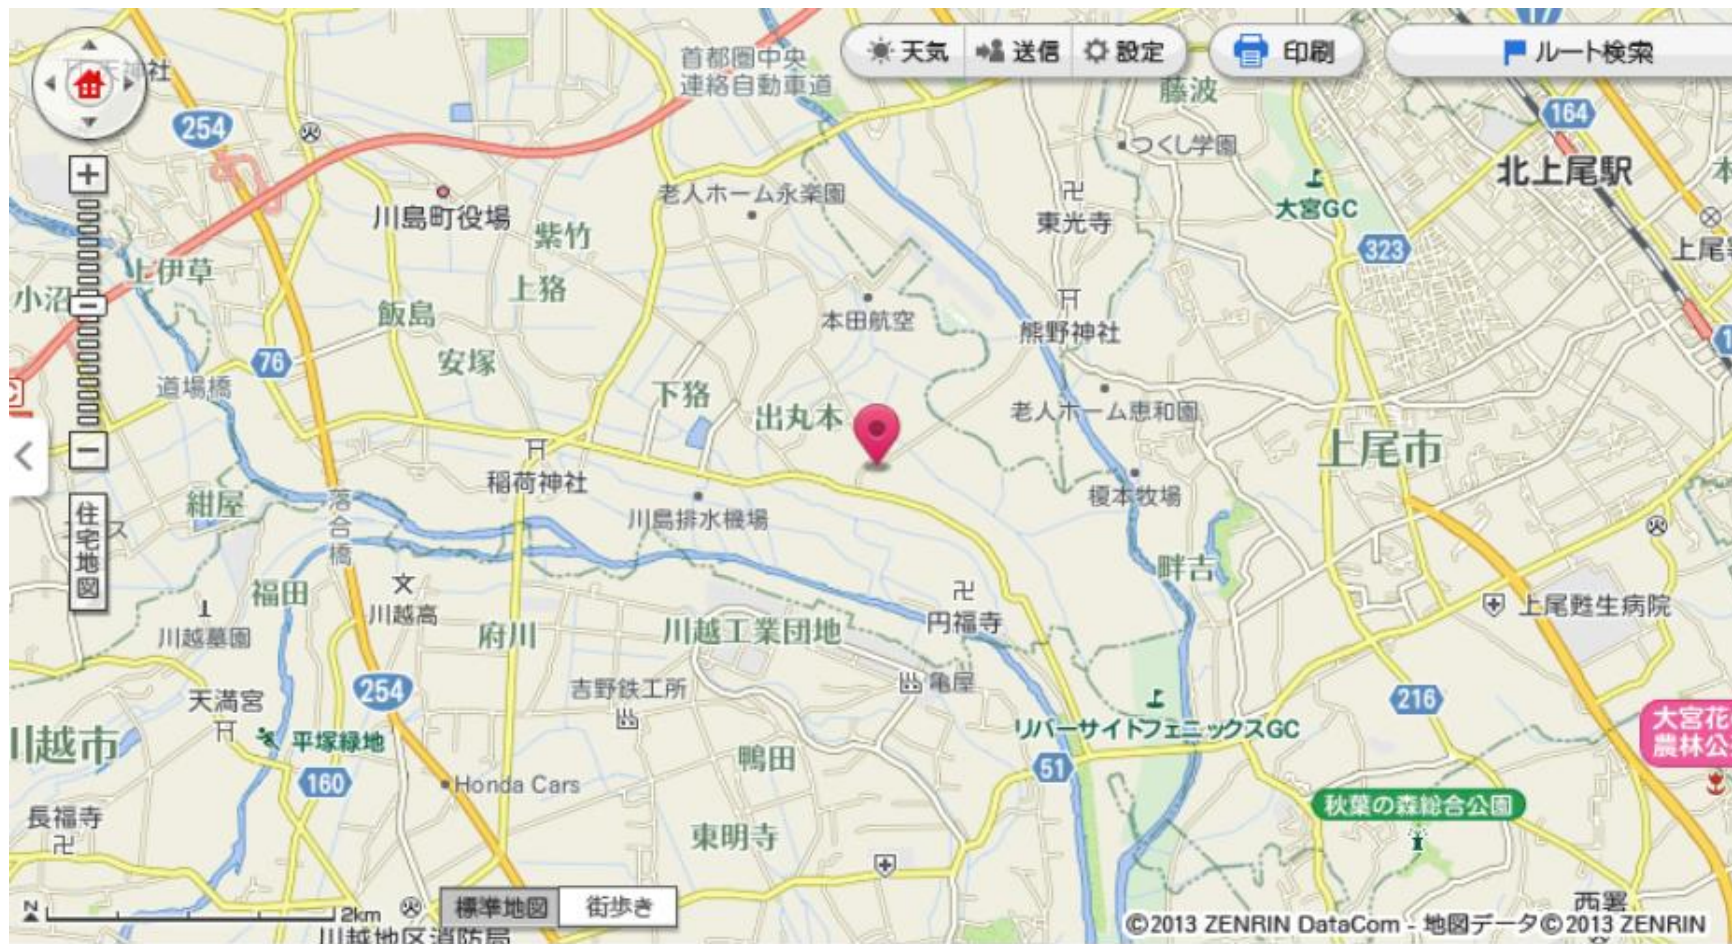 首都圏中央
連絡自動車道
天気
送信
設定
印刷
ルート検索
254
藤波
164
つくし学園
北上尾駅
老人ホーム永楽園
川島町役場
紫竹
東光寺
大宮GC
323
上伊草
小沼
上狢
飯島
本田航空
熊野神社
76
安塚
道場橋
下狢
出丸本
老人ホーム恵和園
上尾市
稲荷神社
紺屋
落合橋
川島排水機場
榎本牧場
住宅地図
畔吉
福田
川越高
川越墓園
府川
川越工業団地
円福寺
上尾甦生病院
254
天満宮
吉野鉄工所
亀屋
216
川越市
平塚緑地
リバーサイドフェニックスGC
大宮花
農林公
鴨田
51
160
Honda Cars
秋葉の森総合公園
長福寺
東明寺
N
2km
標準地図
街歩き
西署
川越地区消防局
©2013 ZENRIN DataCom - 地図データ©2013 ZENRIN